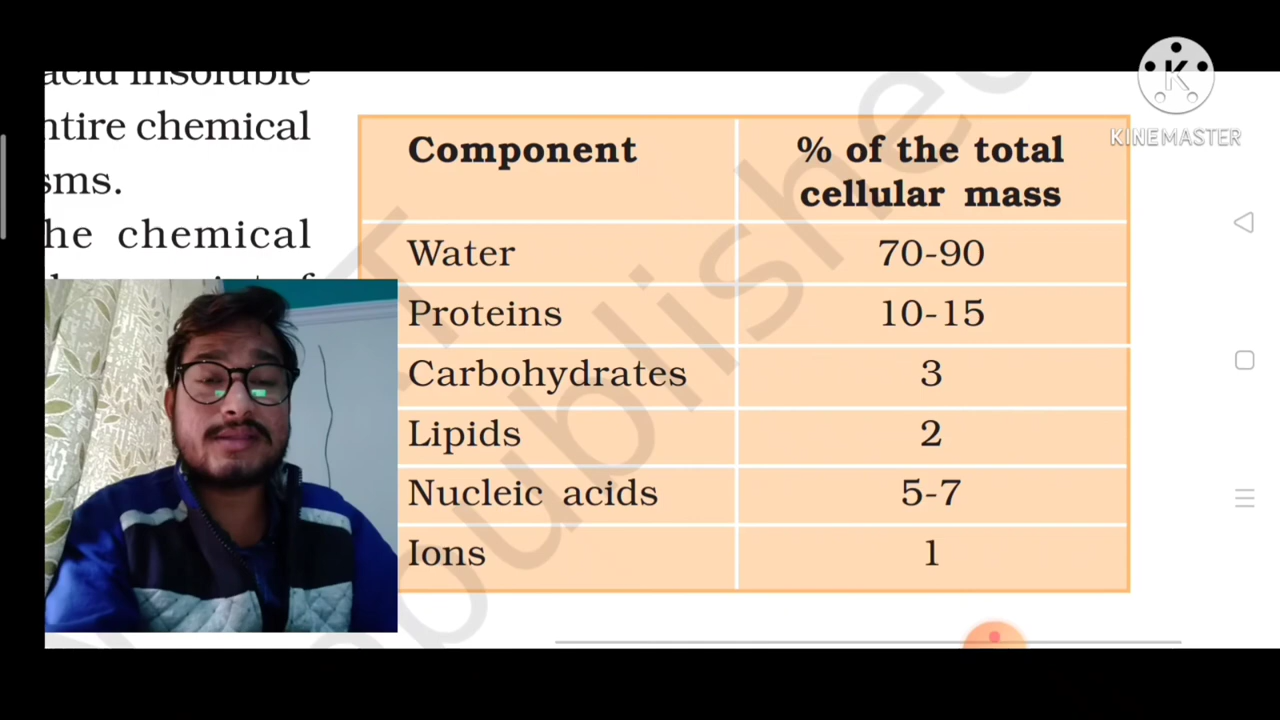 acid insoluble
ntire chemical
sms.
he chemical
Component % of the total
cellular mass
Water 70-90
Proteins 10-15
Carbohydrates 3
Lipids 2
Nucleic acids 5-7
Ions 1
K
KINEMASTER